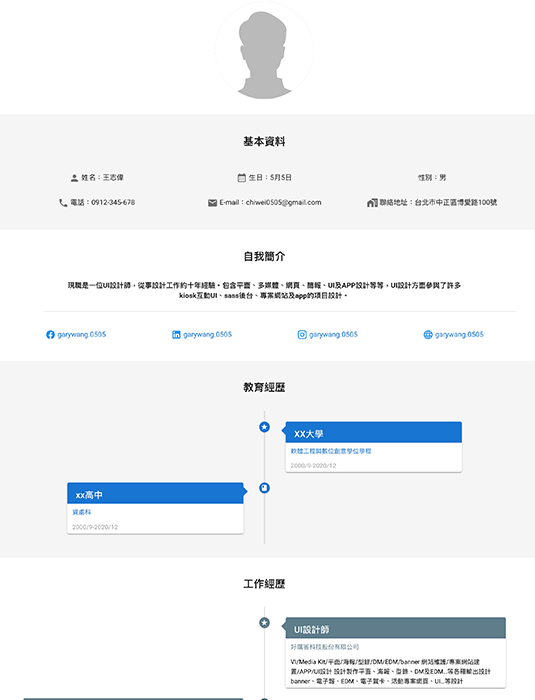 基本資料
姓名：王志偉
生日：5月5日
性別：男
電話：0912-345-678
E-mail：chiwei0505@gmail.com
聯絡地址：台北市中正區博愛路100號
自我簡介
現職是一位UI設計師，從事設計工作約十年經驗。包含平面、多媒體、網頁、簡報、UI及APP設計等等，UI設計方面參與了許多
kiosk互動UI、sass後台、專案網站及app的項目設計。
garywang.0505
garywang.0505
garywang.0505
garywang.0505
教育經歷
XX大學
軟體工程與數位創意學位學程
2000/9-2020/12
xx高中
資處科
2000/9-2020/12
工作經歷
UI設計師
好厲害科技股份有限公司
VI/Media Kit/平面/海報/型錄/DM/EDM/banner 網站維護/專案網站建
置/APP/UI設計 設計製作平面、海報、型錄、DM及EDM...等各種輸出設計
banner、電子報、EDM、電子賀卡、活動專案網頁、UI...等設計